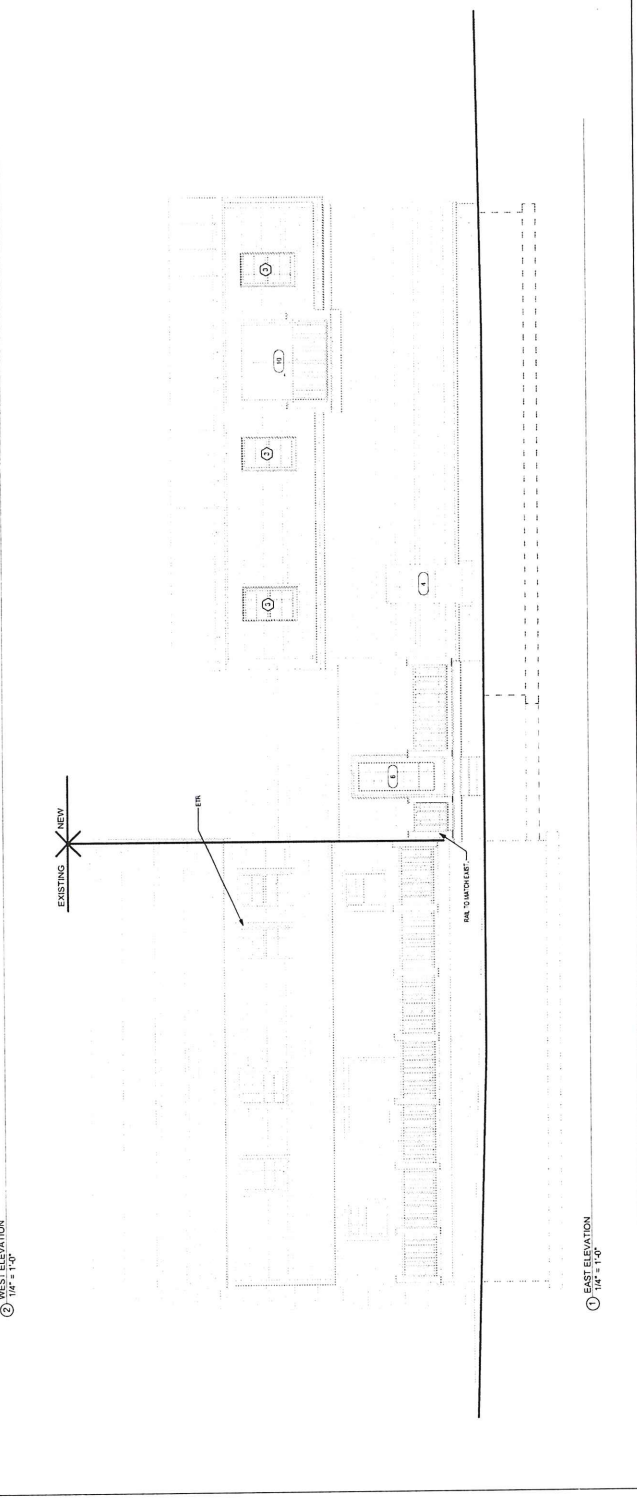 2 WEST ELEVATION
1/4" = 1'-0"
EXISTING NEW
ETR
3
3
10
3
6
4
RAIL TO MATCH EXIST.
1 EAST ELEVATION
1/4" = 1'-0"